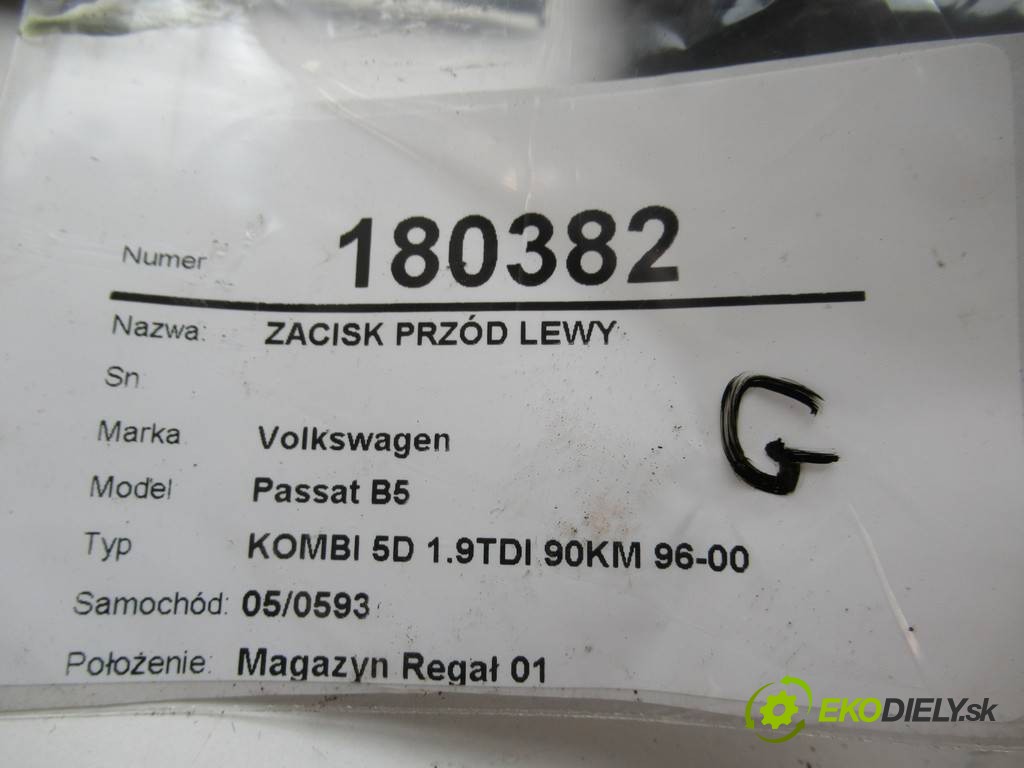 Numer 180382
Nazwa: ZACISK PRZÓD LEWY
Sn
Marka Volkswagen
Model Passat B5
Typ KOMBI 5D 1.9TDI 90KM 96-00
Samochód: 05/0593
Położenie: Magazyn Regał 01
G
EKODIELY.sk